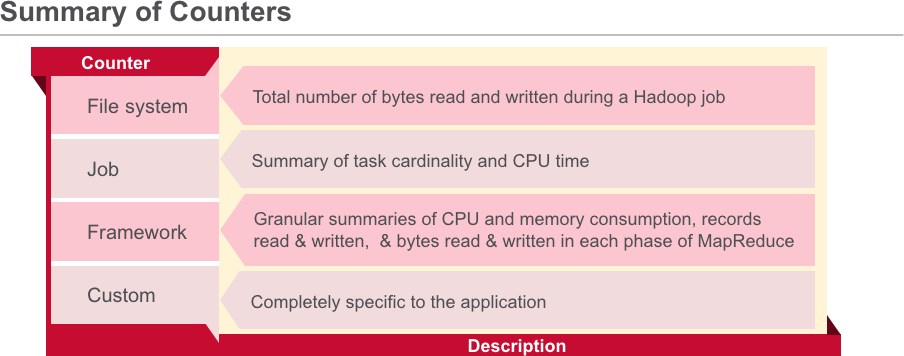 Summary of Counters
Counter
File system
Total number of bytes read and written during a Hadoop job
Job
Summary of task cardinality and CPU time
Framework
Granular summaries of CPU and memory consumption, records
read & written,  & bytes read & written in each phase of MapReduce
Custom
Completely specific to the application
Description